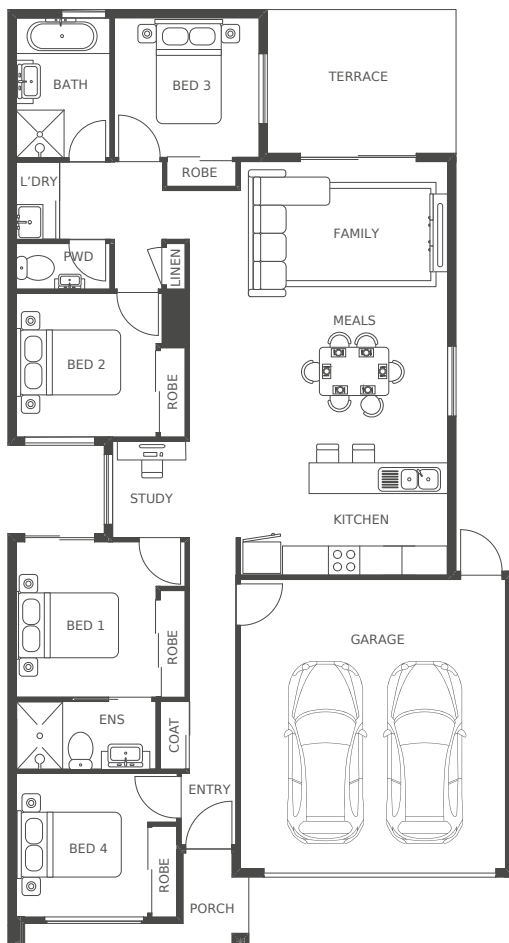 BATH
BED 3
TERRACE
ROBE
L'DRY
PWD
LINEN
FAMILY
MEALS
BED 2
ROBE
STUDY
KITCHEN
BED 1
ROBE
GARAGE
ENS
COAT
ENTRY
BED 4
ROBE
PORCH